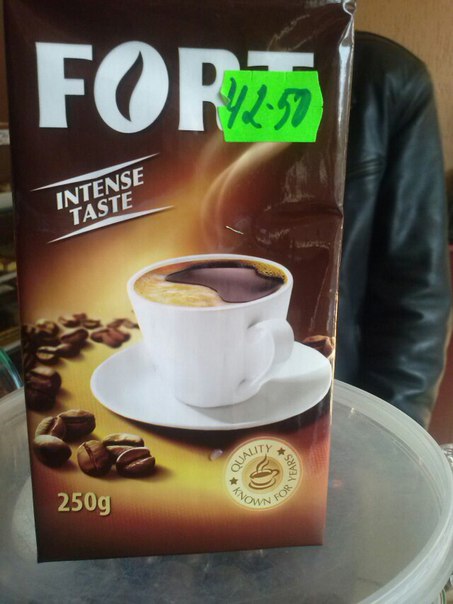 FORT
42-50
INTENSE
TASTE
QUALITY
KNOWN FOR YEARS
250g